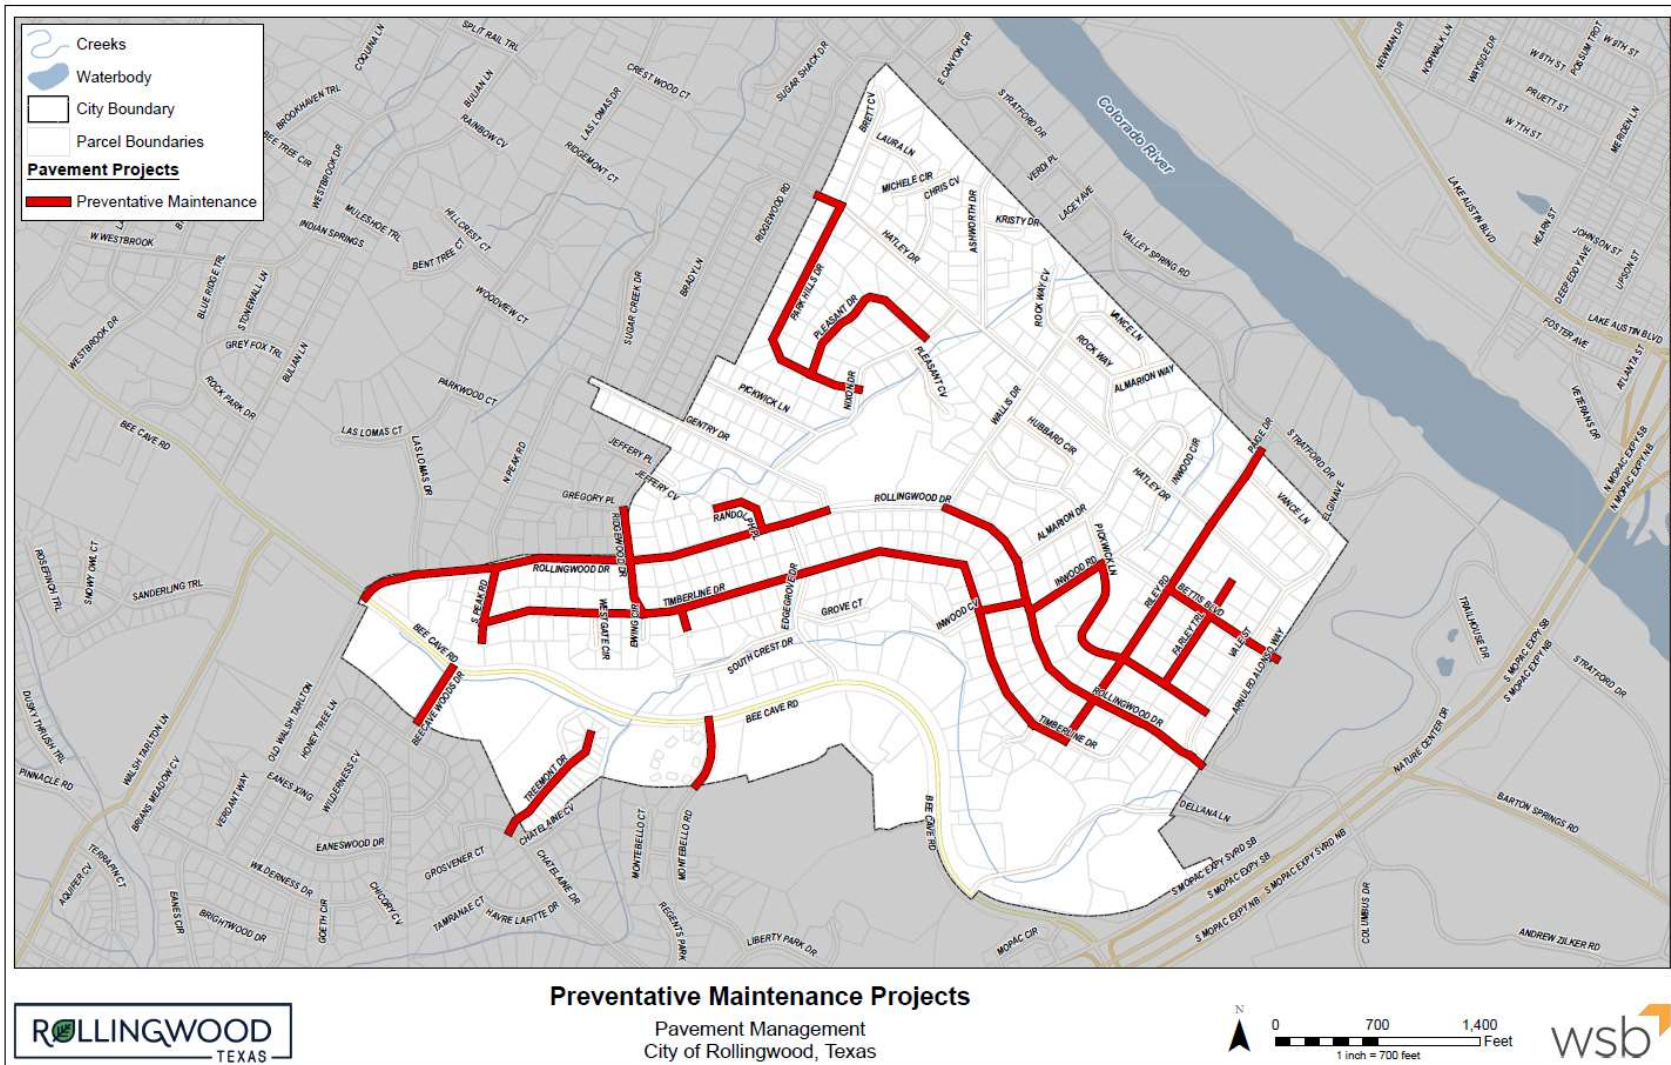 Creeks
Waterbody
City Boundary
Parcel Boundaries
Pavement Projects
Preventative Maintenance
COQUINA LN
SPLIT RAIL TRL
BULIAN LN
CREST WOOD CT
SUGAR SHACK DR
E CANYON CIR
NEWMAN DR
NORWALK LN
WAYSIDE DR
W 8TH ST
POSSUM TROT
W 9TH ST
PRUETT ST
W 7TH ST
MERIDEN LN
BROOKHAVEN TRL
BEE TREE CIR
WESTBROOK DR
RAINBOW CV
LAS LOMAS DR
RIDGEMONT CT
BRETT CV
LAURA LN
STRATFORD DR
Colorado River
VERDI PL
LACEY AVE
LAKE AUSTIN BLVD
MICHELE CIR
CHRIS CV
ASHWORTH DR
KRISTY DR
RIDGEWOOD RD
HATLEY DR
VALLEY SPRING RD
HEARN ST
JOHNSON ST
DEEP EDDY AVE
UPSON ST
W WESTBROOK
INDIAN SPRINGS
MULESHOE TRL
HILLCREST CT
BENT TREE CT
BLUE RIDGE TRL
STONEWALL LN
WOODVIEW CT
SUGAR CREEK DR
BRADY LN
PARK HILLS DR
PLEASANT DR
ROCK WAY CV
VANCE LN
ROCK WAY
ALMARION WAY
FOSTER AVE
LAKE AUSTIN BLVD
ATLANTA ST
VETERANS DR
WESTBROOK DR
GREY FOX TRL
BULIAN LN
ROCK PARK DR
PARKWOOD CT
PICKWICK LN
NIXON DR
PLEASANT CV
WALLIS DR
HUBBARD CIR
BEE CAVE RD
LAS LOMAS CT
LAS LOMAS DR
N PEAK RD
GENTRY DR
JEFFERY PL
JEFFERY CV
GREGORY PL
INWOOD CIR
HATLEY DR
PAIGE DR
STRATFORD DR
ELGIN AVE
VANCE LN
N MOPAC EXPY SB
N MOPAC EXPY NB
RIDGEWOOD DR
RANDOLPH PL
ROLLINGWOOD DR
ALMARION DR
PICKWICK LN
ROSEFINCH TRL
SNOWY OWL CT
SANDERLING TRL
ROLLINGWOOD DR
S PEAK RD
TIMBERLINE DR
WESTGATE CIR
EWING CIR
EDGEGROVE DR
GROVE CT
INWOOD CV
INWOOD RD
RILEY RD
BETTIS BLVD
FARLEY TRL
VALE ST
ARNULFO ALONSO WAY
TRAILHOUSE DR
S MOPAC EXPY SB
S MOPAC EXPY NB
STRATFORD DR
BEE CAVE RD
SOUTH CREST DR
BEECAVE WOODS DR
BEE CAVE RD
TIMBERLINE DR
ROLLINGWOOD DR
NATURE CENTER DR
DUSKY THRUSH TRL
PINNACLE RD
WALSH TARLTON LN
BRIANS MEADOW CV
OLD WALSH TARLTON
HONEY TREE LN
EANES XING
WILDERNESS CV
VERDANT WAY
TREEMONT DR
CHATELAINE CV
MONTEBELLO CT
MONTEBELLO RD
BEE CAVE RD
DELLANA LN
BARTON SPRINGS RD
TERRAPIN CT
AQUIFER CV
EANESWOOD DR
GROSVENER CT
CHATELAINE DR
WILDERNESS DR
CHICORY CV
TAMRANAE CT
HAVRE LAFITTE DR
EANES CIR
BRIGHTWOOD DR
GOETH CIR
REGENTS PARK
LIBERTY PARK DR
MOPAC CIR
S MOPAC EXPY SVRD SB
S MOPAC EXPY SB
S MOPAC EXPY SVRD NB
S MOPAC EXPY NB
COLUMBUS DR
ANDREW ZILKER RD
Preventative Maintenance Projects
Pavement Management
City of Rollingwood, Texas
ROLLINGWOOD
TEXAS
N
0 700 1,400
Feet
1 inch = 700 feet
wsb